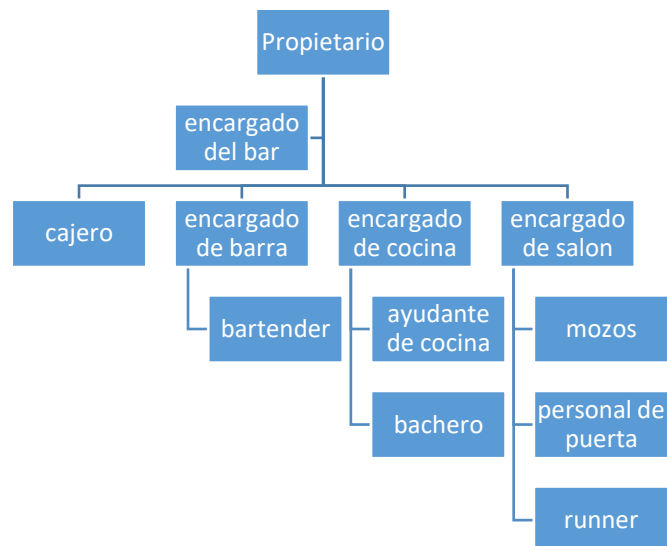 Propietario
encargado
del bar
cajero
encargado
de barra
encargado
de cocina
encargado
de salon
bartender
ayudante
de cocina
mozos
bachero
personal de
puerta
runner